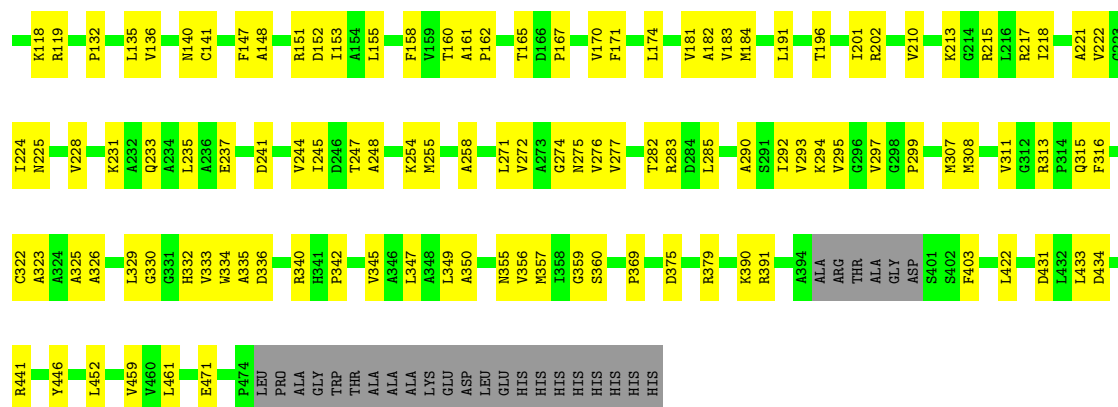 K118 R119 P132 L135 V136 N140 C141 F147 A148 R151 D152 I153 A154 L155 F158 V159 T160 A161 P162 T165 D166 P167 V170 F171 L174 V181 A182 V183 M184 L191 T196 I201 R202 V210 K213 G214 R215 L216 R217 I218 A221 V222 G223
I224 N225 V228 K231 A232 Q233 A234 L235 A236 E237 D241 V244 I245 D246 T247 A248 K254 M255 A258 L271 V272 A273 G274 N275 V276 V277 T282 R283 D284 L285 A290 S291 I292 V293 K294 V295 G296 V297 G298 P299 M307 M308 V311 G312 R313 P314 Q315 F316
C322 A323 A324 A325 A326 L329 G330 G331 H332 V333 W334 A335 D336 R340 H341 P342 V345 A346 L347 A348 L349 A350 N355 V356 M357 I358 G359 S360 P369 D375 R379 K390 R391 A394 ALA ARG THR ALA GLY ASP S401 S402 F403 L422 D431 L432 L433 D434
R441 Y446 L452 V459 V460 L461 E471 P474 LEU PRO ALA GLY TRP THR ALA ALA ALA LYS GLU ASP LEU GLU HIS HIS HIS HIS HIS HIS HIS HIS